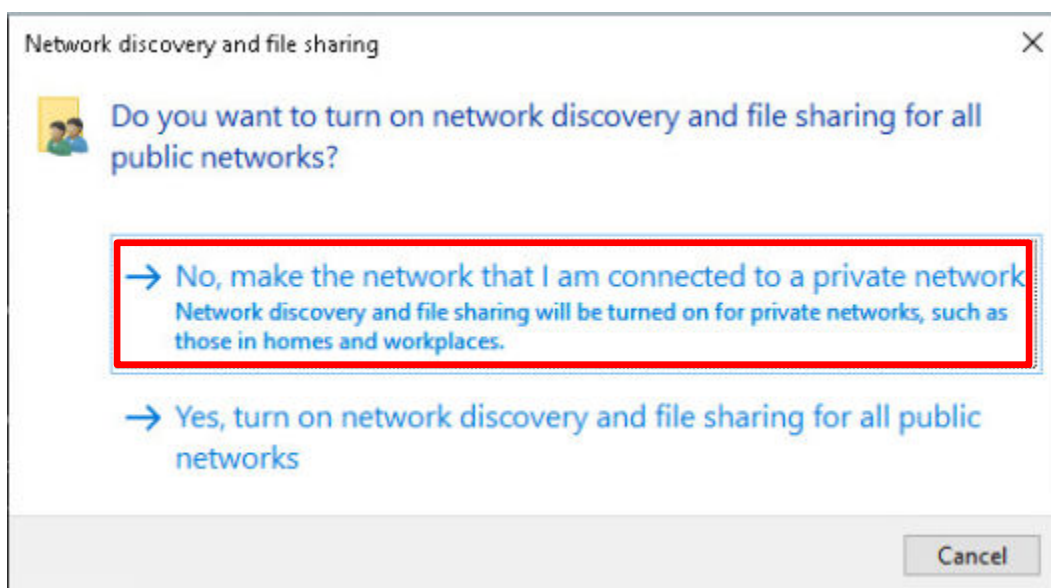 Network discovery and file sharing
Do you want to turn on network discovery and file sharing for all
public networks?
No, make the network that I am connected to a private network
Network discovery and file sharing will be turned on for private networks, such as
those in homes and workplaces.
Yes, turn on network discovery and file sharing for all public
networks
Cancel